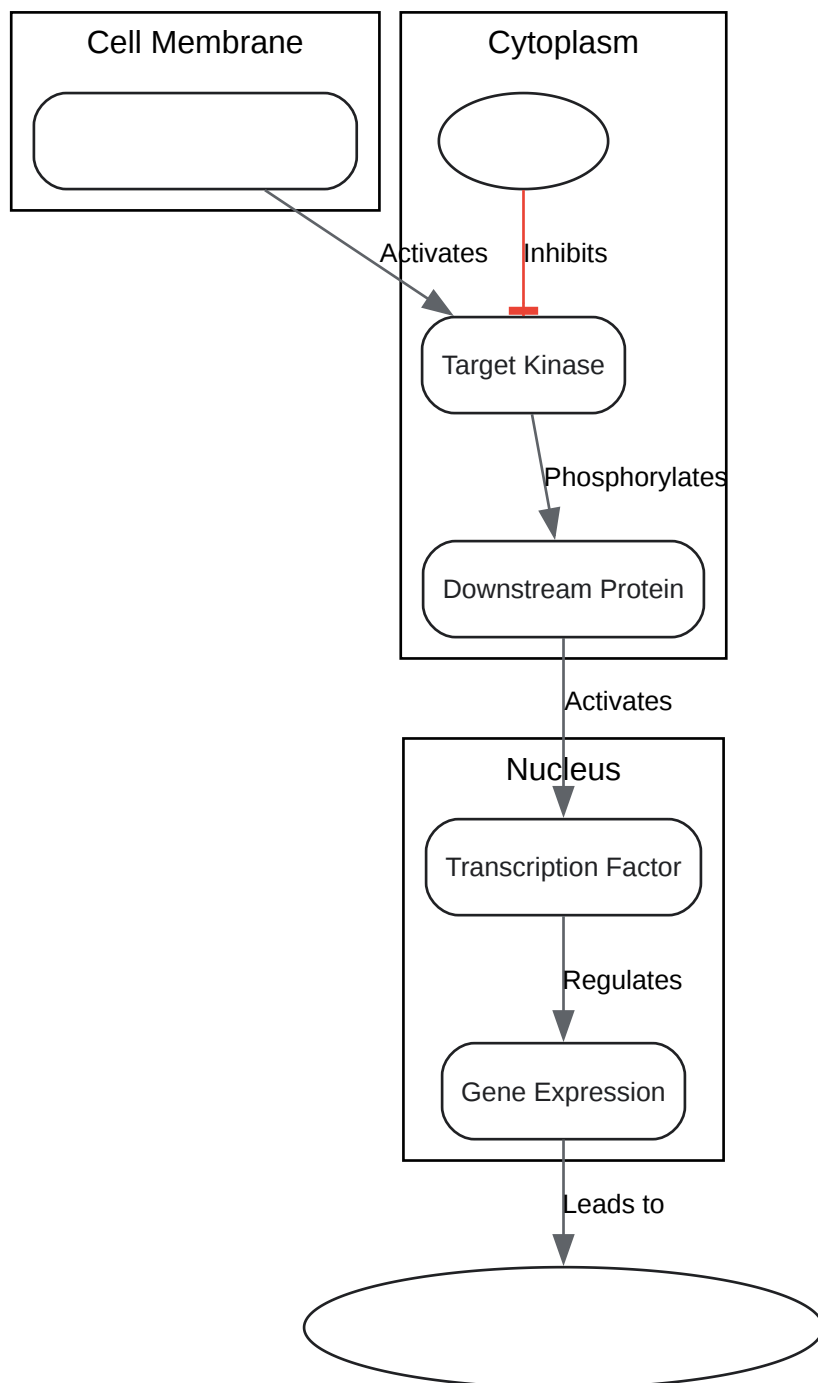 Cell Membrane
Cytoplasm
Activates
Inhibits
Target Kinase
Phosphorylates
Downstream Protein
Activates
Nucleus
Transcription Factor
Regulates
Gene Expression
Leads to